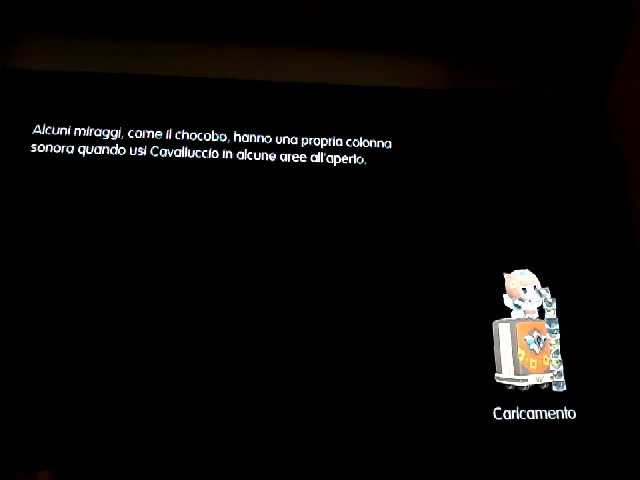 Alcuni miraggi, come il chocobo, hanno una propria colonna
sonora quando usi Cavalluccio in alcune aree all'aperto.
Caricamento